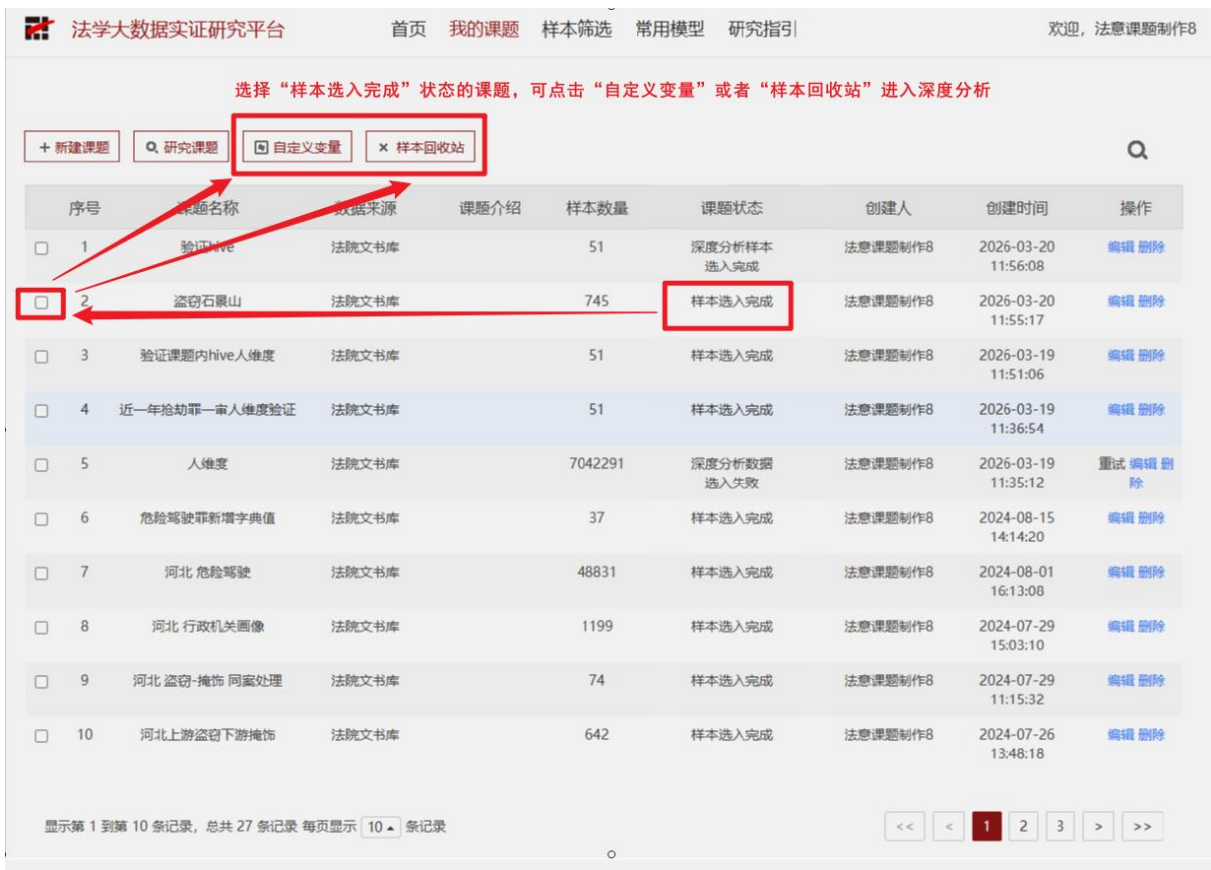 法学大数据实证研究平台 首页 我的课题 样本筛选 常用模型 研究指引 欢迎，法意课题制作8
选择“样本选入完成”状态的课题，可点击“自定义变量”或者“样本回收站”进入深度分析
+ 新建课题 研究课题 自定义变量 × 样本回收站
序号 课题名称 数据来源 课题介绍 样本数量 课题状态 创建人 创建时间 操作
1 验证hive 法院文书库 51 深度分析样本 法意课题制作8 2026-03-20 编辑 删除
选入完成 11:56:08
2 盗窃石景山 法院文书库 745 样本选入完成 法意课题制作8 2026-03-20 编辑 删除
11:55:17
3 验证课题内hive人维度 法院文书库 51 样本选入完成 法意课题制作8 2026-03-19 编辑 删除
11:51:06
4 近一年抢劫罪一审人维度验证 法院文书库 51 样本选入完成 法意课题制作8 2026-03-19 编辑 删除
11:36:54
5 人维度 法院文书库 7042291 深度分析数据 法意课题制作8 2026-03-19 重试 编辑 删
选入失败 11:35:12 除
6 危险驾驶罪新增字典值 法院文书库 37 样本选入完成 法意课题制作8 2024-08-15 编辑 删除
14:14:20
7 河北 危险驾驶 法院文书库 48831 样本选入完成 法意课题制作8 2024-08-01 编辑 删除
16:13:08
8 河北 行政机关画像 法院文书库 1199 样本选入完成 法意课题制作8 2024-07-29 编辑 删除
15:03:10
9 河北 盗窃-掩饰 同案处理 法院文书库 74 样本选入完成 法意课题制作8 2024-07-29 编辑 删除
11:15:32
10 河北上游盗窃下游掩饰 法院文书库 642 样本选入完成 法意课题制作8 2024-07-26 编辑 删除
13:48:18
显示第 1 到第 10 条记录，总共 27 条记录 每页显示 10 条记录 << < 1 2 3 > >>